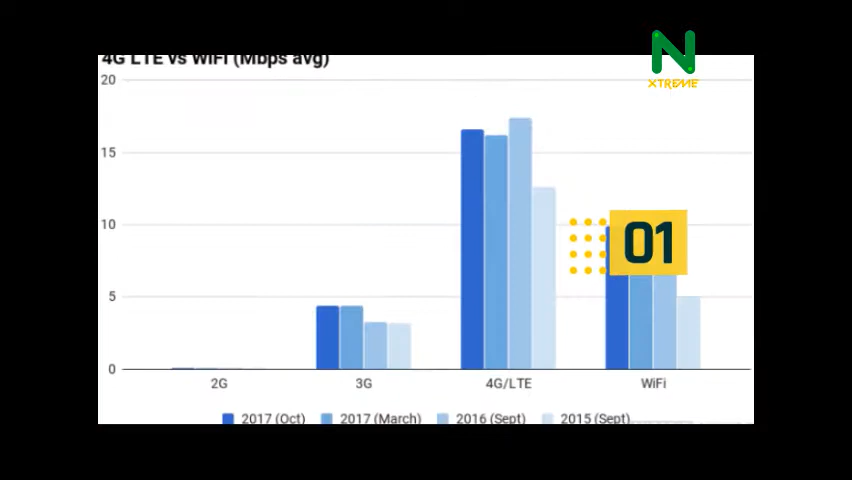 4G LTE vs WiFi (Mbps avg)
N
XTREME
20
15
10
01
5
0
2G 3G 4G/LTE WiFi
2017 (Oct) 2017 (March) 2016 (Sept) 2015 (Sept)